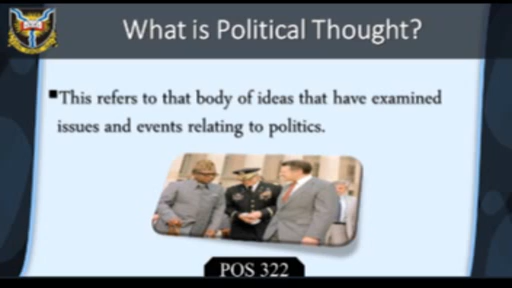 What is Political Thought?
▪This refers to that body of ideas that have examined
issues and events relating to politics.
POS 322